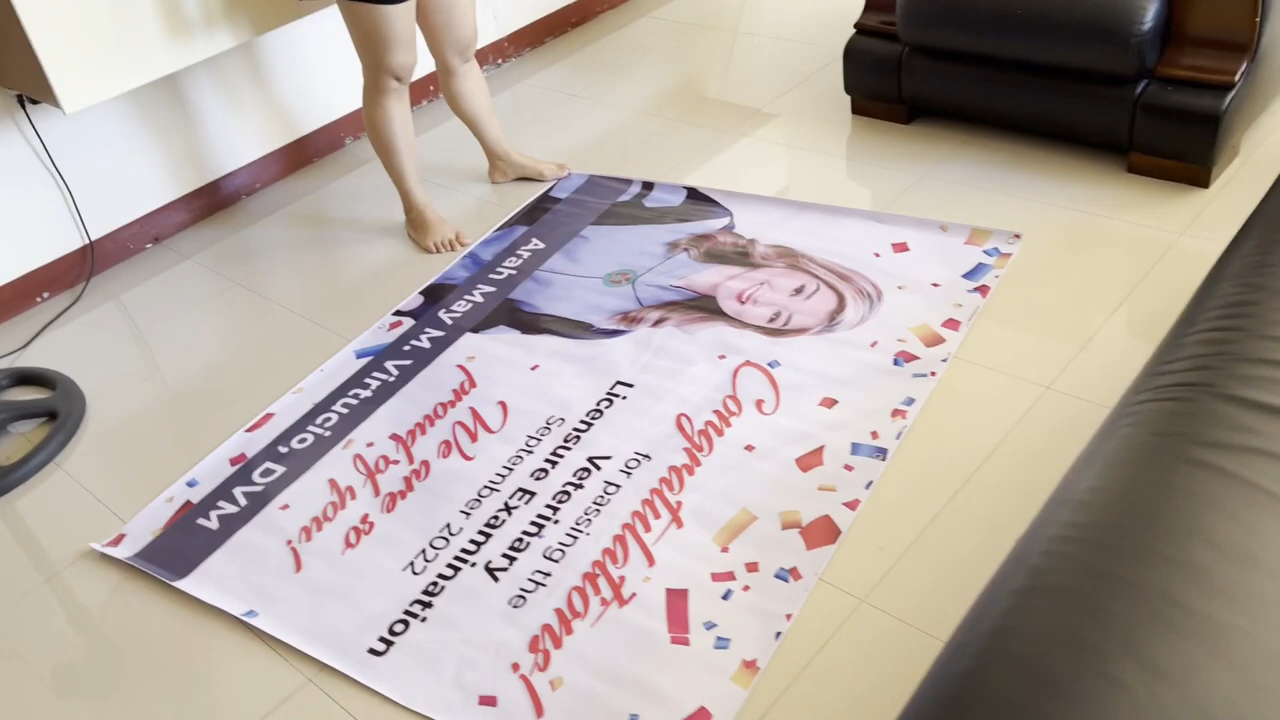 Congratulations!
for passing the
Veterinary
Licensure Examination
September 2022
We are so
proud of you!
Arah May M. Virtucio, DVM